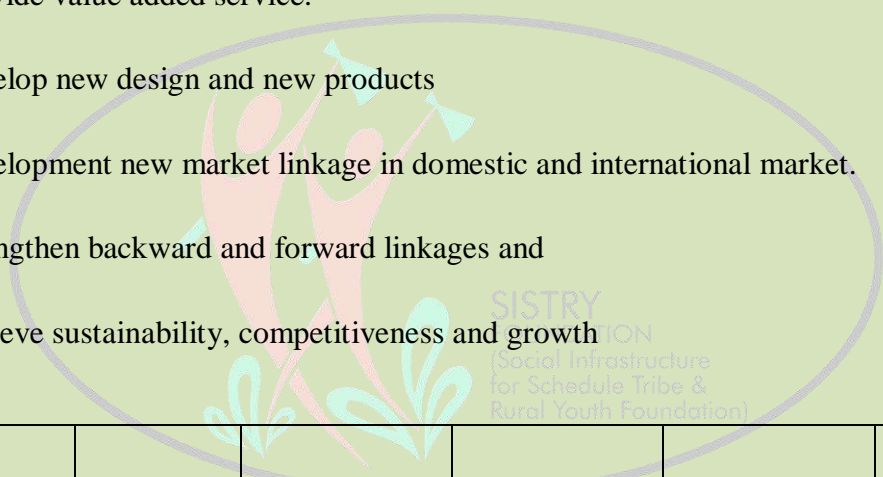 value added service.
elop new design and new products
elopment new market linkage in domestic and international market.
ngthen backward and forward linkages and
eve sustainability, competitiveness and growth
SISTRY
FOUNDATION
(Social Infrastructure
for Schedule Tribe &
Rural Youth Foundation)